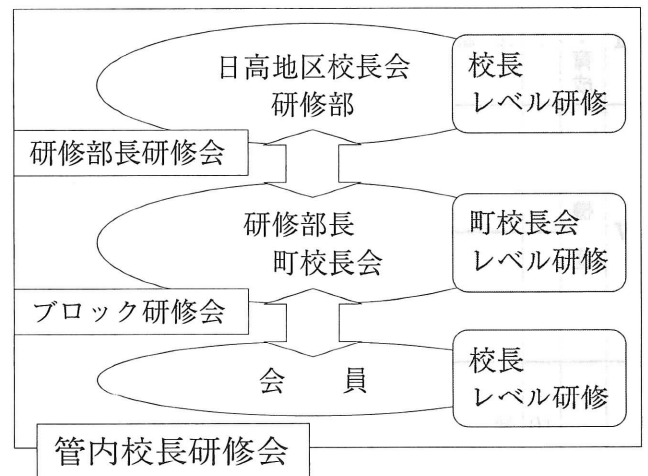 日高地区校長会
研修部
校長
レベル研修
研修部長研修会
研修部長
町校長会
町校長会
レベル研修
ブロック研修会
会　員
校長
レベル研修
管内校長研修会